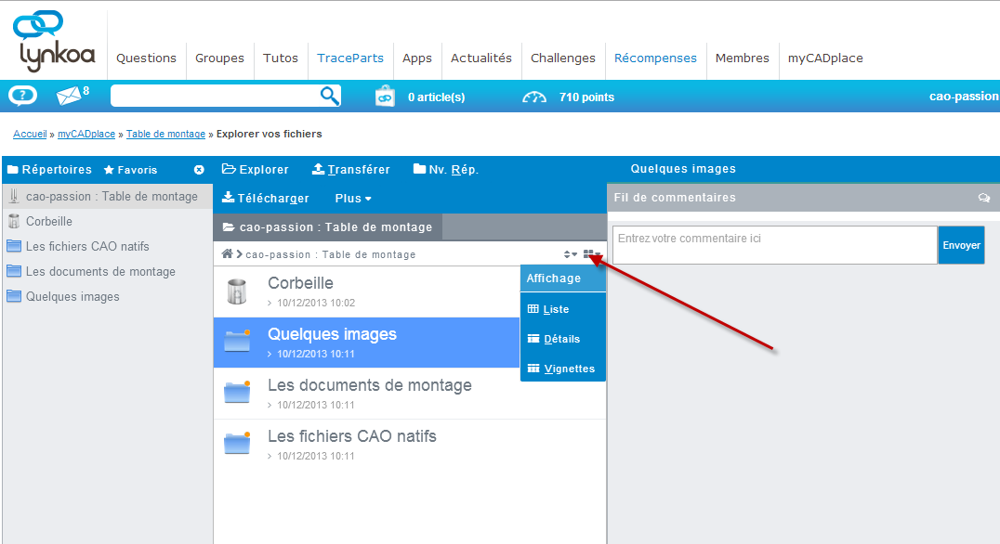 lynkoa
Questions Groupes Tutos TraceParts Apps Actualités Challenges Récompenses Membres myCADplace
? 8 0 article(s) 710 points cao-passion
Accueil » myCADplace » Table de montage » Explorer vos fichiers
Répertoires Favoris Explorer Transférer Nv. Rép. Quelques images
Télécharger Plus
cao-passion : Table de montage
Corbeille
Les fichiers CAO natifs
Les documents de montage
Quelques images
cao-passion : Table de montage
cao-passion : Table de montage
Corbeille
10/12/2013 10:02
Quelques images
10/12/2013 10:11
Les documents de montage
10/12/2013 10:11
Les fichiers CAO natifs
10/12/2013 10:11
Affichage
Liste
Détails
Vignettes
Fil de commentaires
Entrez votre commentaire ici
Envoyer